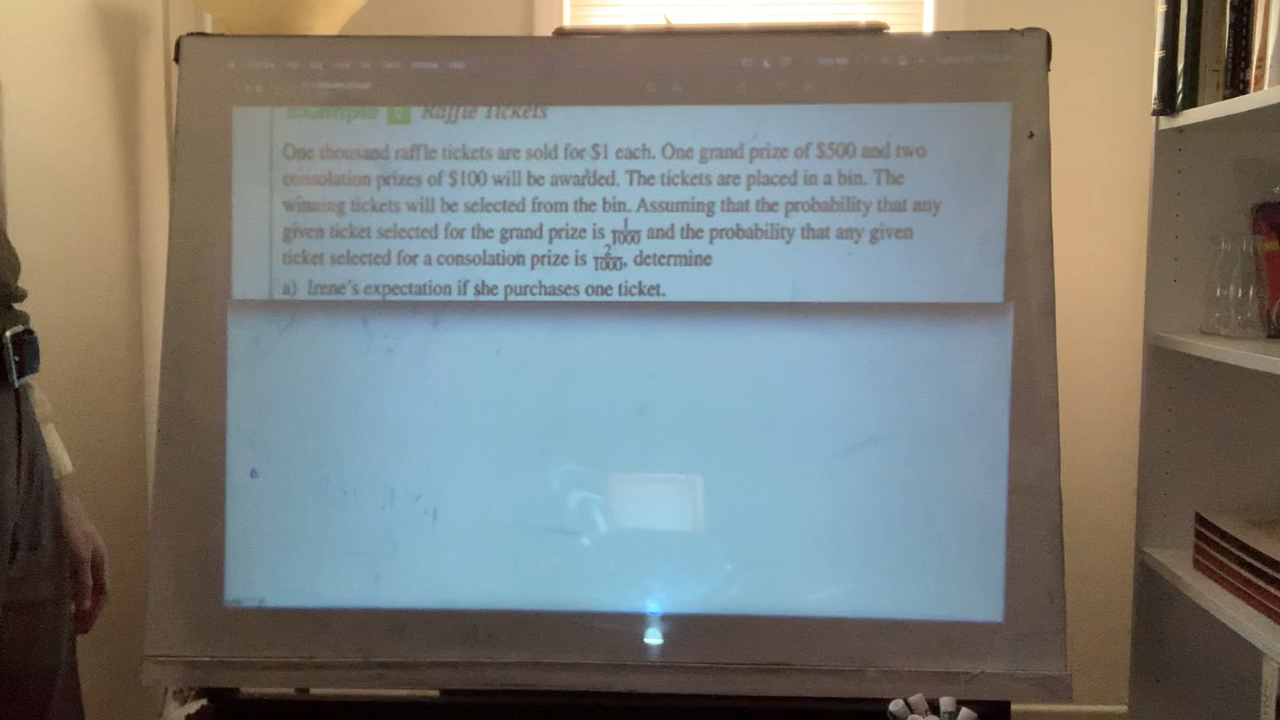 Example 6 Raffle Tickets
One thousand raffle tickets are sold for $1 each. One grand prize of $500 and two
consolation prizes of $100 will be awarded. The tickets are placed in a bin. The
winning tickets will be selected from the bin. Assuming that the probability that any
given ticket selected for the grand prize is 1/1000 and the probability that any given
ticket selected for a consolation prize is 2/1000, determine
a) Irene's expectation if she purchases one ticket.